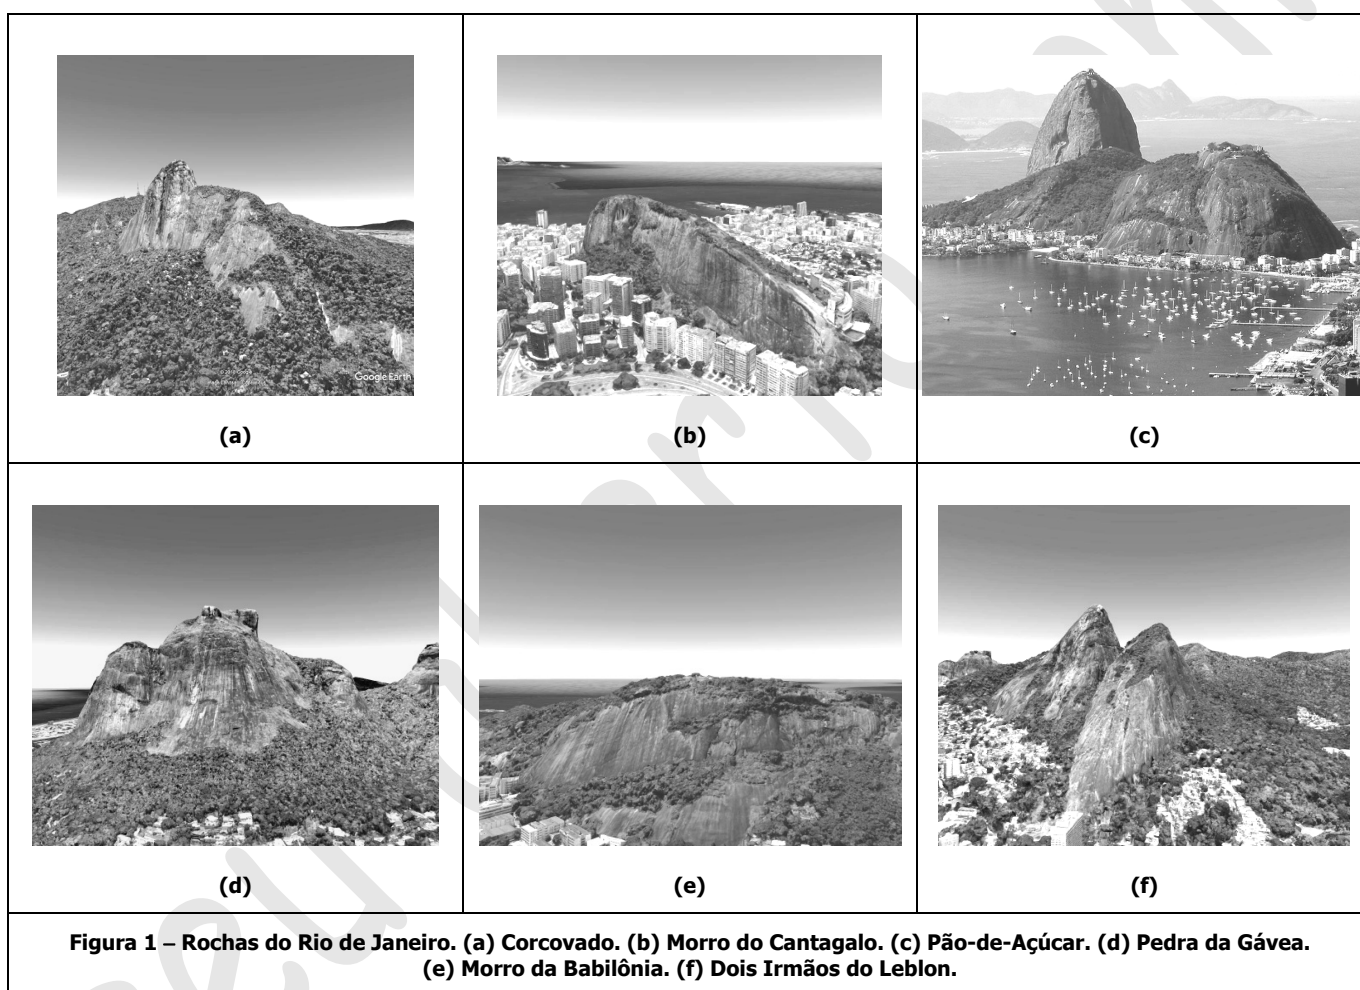 Google Earth
(a)
(b)
(c)
(d)
(e)
(f)
Figura 1 – Rochas do Rio de Janeiro. (a) Corcovado. (b) Morro do Cantagalo. (c) Pão-de-Açúcar. (d) Pedra da Gávea.
(e) Morro da Babilônia. (f) Dois Irmãos do Leblon.